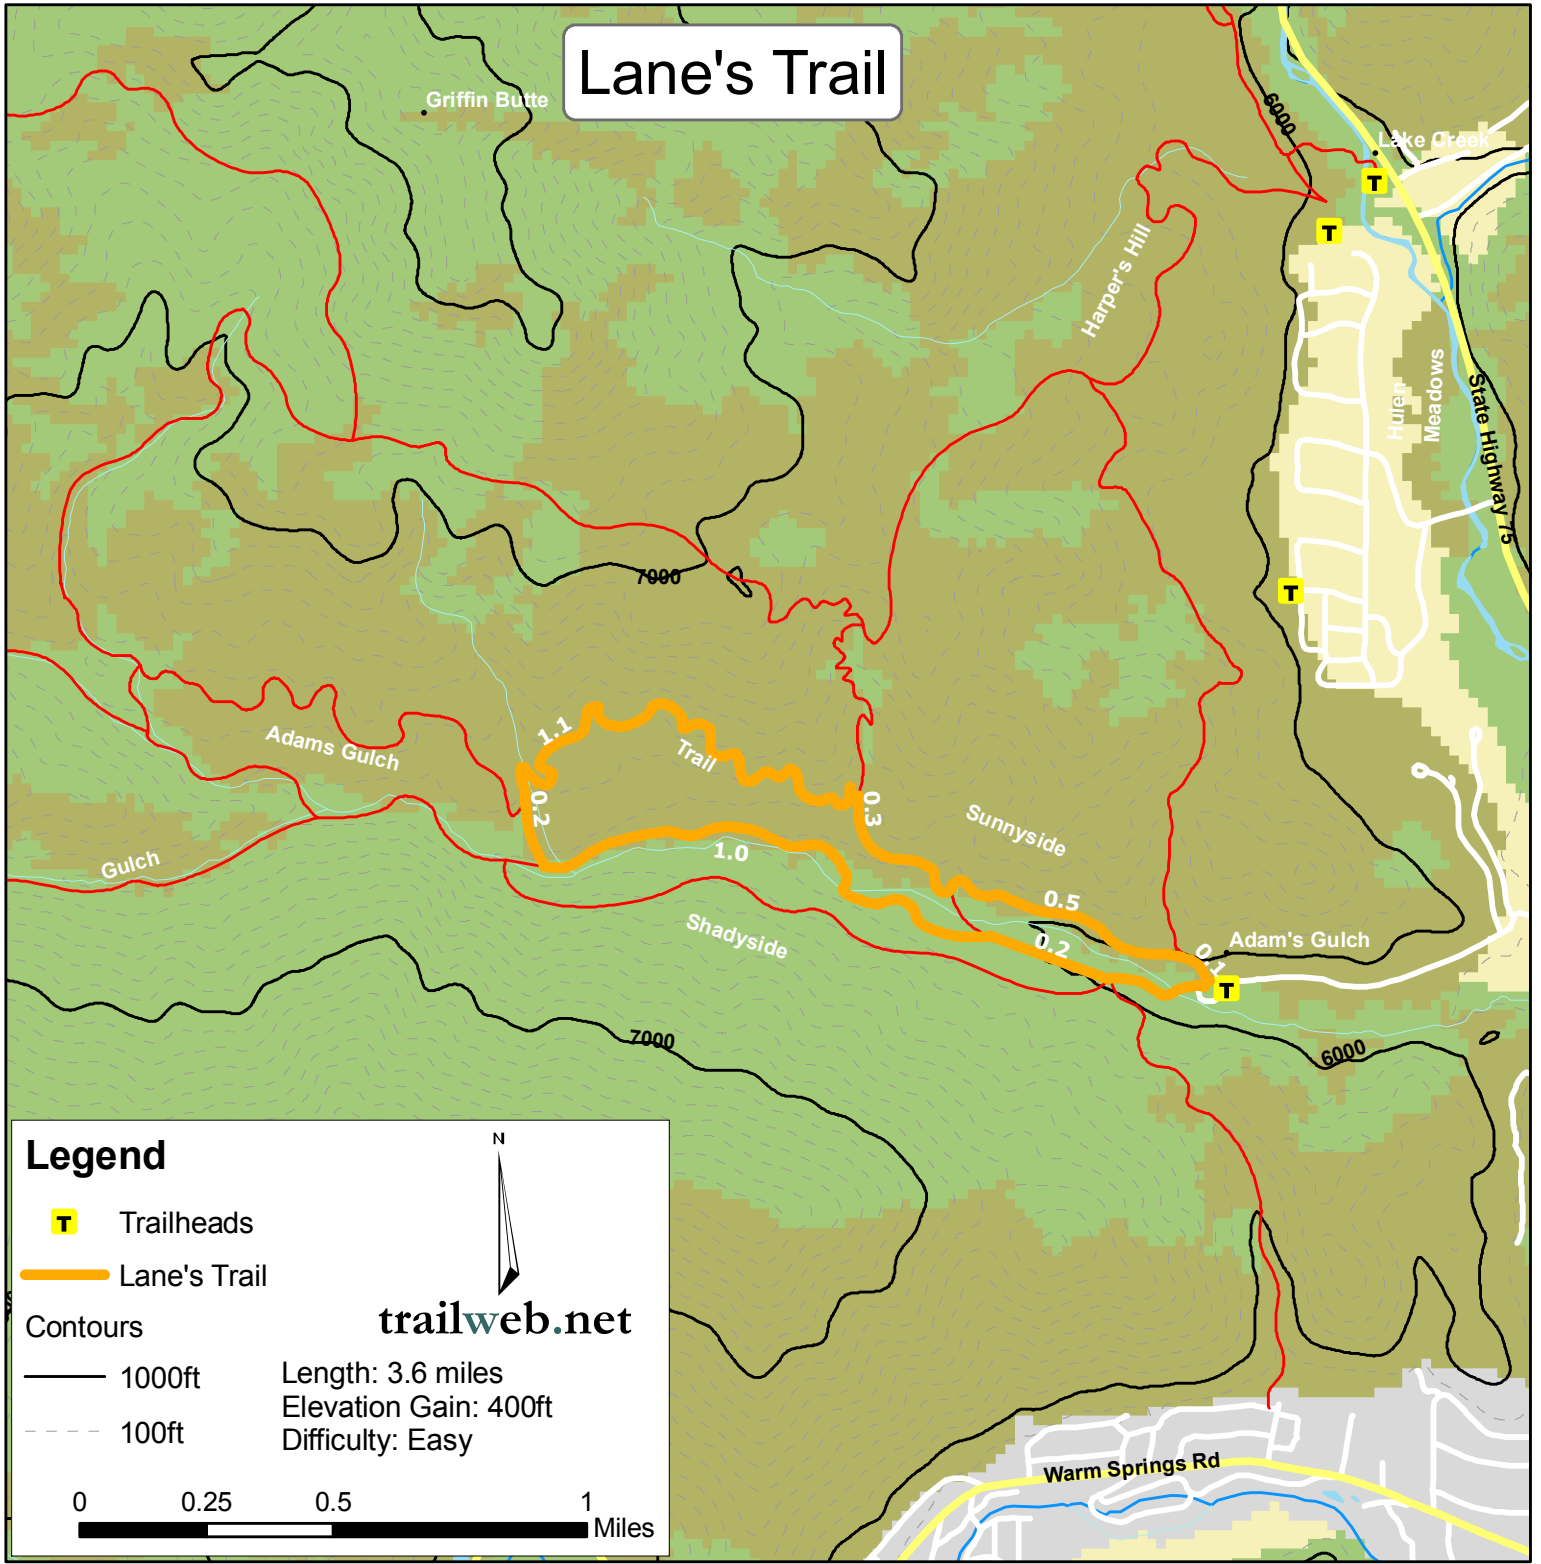 Lane's Trail
Griffin Butte
6000
Lake Creek
T
T
Harper's Hill
Hulen
Meadows
State Highway 75
7000
T
1.1
Trail
Adams Gulch
0.2
0.3
Sunnyside
1.0
Gulch
0.5
Shadyside
0.2
0.1
Adam's Gulch
T
7000
6000
Legend
N
T Trailheads
Lane's Trail
trailweb.net
Contours
1000ft
100ft
Length: 3.6 miles
Elevation Gain: 400ft
Difficulty: Easy
0 0.25 0.5 1
Miles
Warm Springs Rd